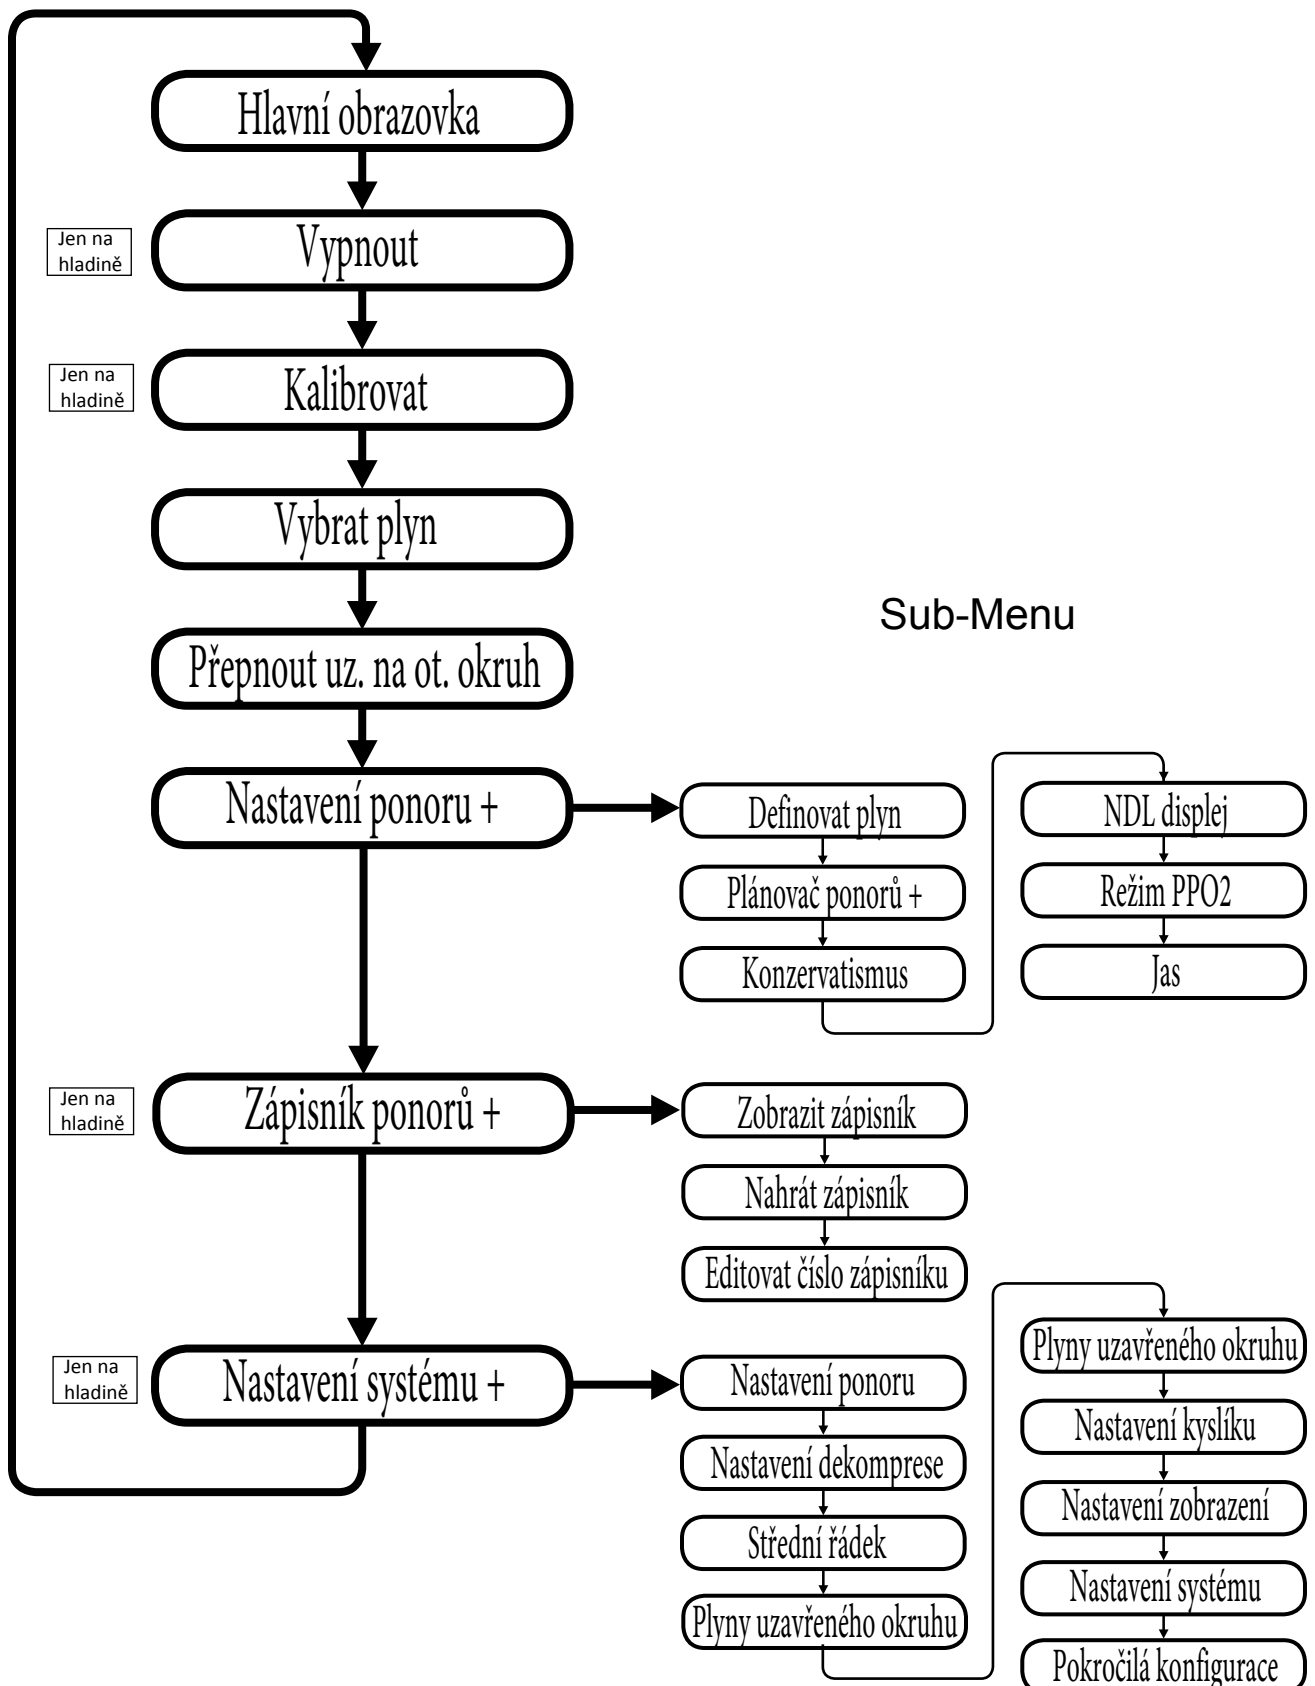 Hlavní obrazovka
Jen na
hladině
Vypnout
Jen na
hladině
Kalibrovat
Vybrat plyn
Přepnout uz. na ot. okruh
Sub-Menu
Nastavení ponoru +
Definovat plyn
Plánovač ponorů +
Konzervatismus
NDL displej
Režim PPO2
Jas
Jen na
hladině
Zápisník ponorů +
Zobrazit zápisník
Nahrát zápisník
Editovat číslo zápisníku
Jen na
hladině
Nastavení systému +
Nastavení ponoru
Nastavení dekomprese
Střední řádek
Plyny uzavřeného okruhu
Plyny uzavřeného okruhu
Nastavení kyslíku
Nastavení zobrazení
Nastavení systému
Pokročilá konfigurace